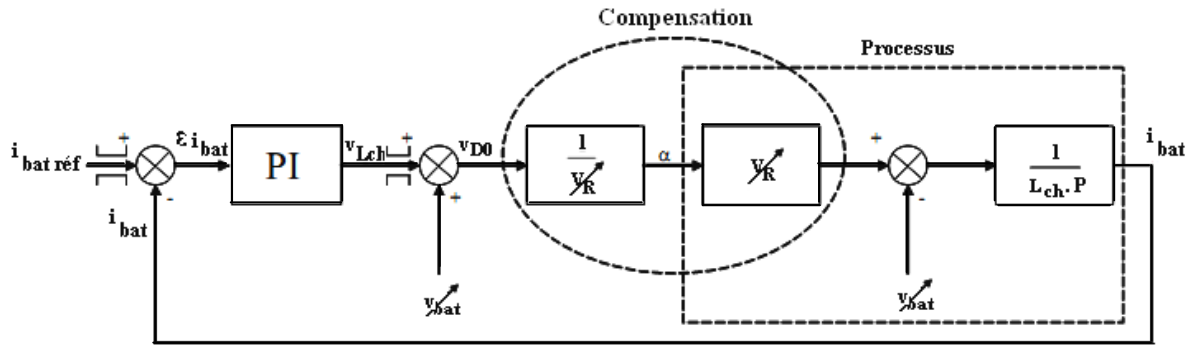 Compensation
Processus
i bat réf
+
-
i bat
ε i bat
PI
v Lch
+
+
v D0
v bat
1
V R
α
V R
+
-
v bat
1
L ch . P
i bat